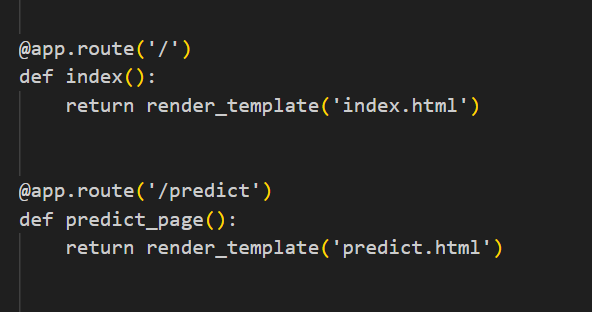 @app.route('/')
def index():
    return render_template('index.html')
@app.route('/predict')
def predict_page():
    return render_template('predict.html')